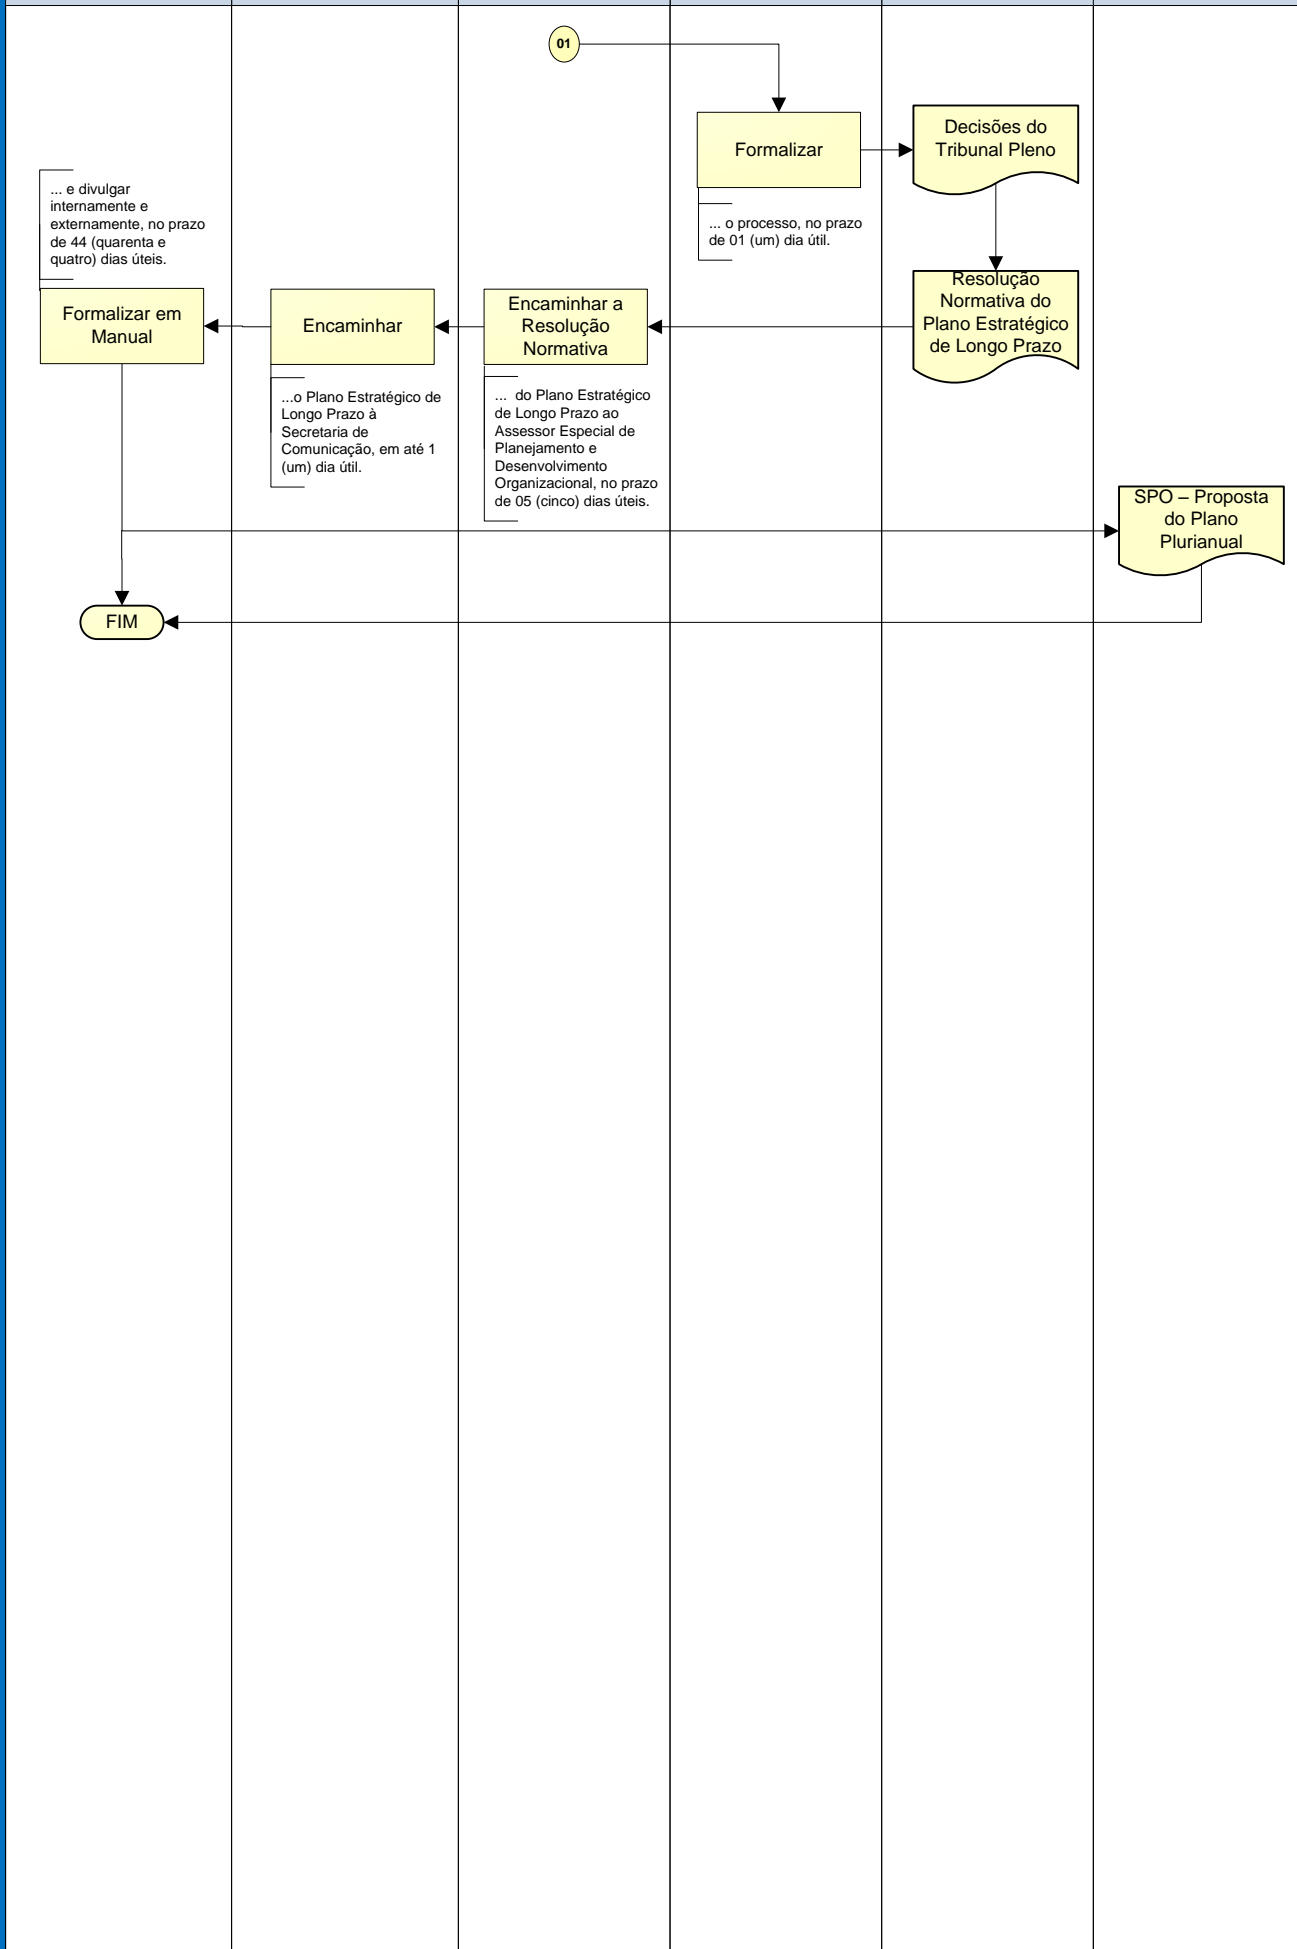 01
Formalizar
... o processo, no prazo
de 01 (um) dia útil.
Decisões do
Tribunal Pleno
Resolução
Normativa do
Plano Estratégico
de Longo Prazo
Encaminhar a
Resolução
Normativa
...  do Plano Estratégico
de Longo Prazo ao
Assessor Especial de
Planejamento e
Desenvolvimento
Organizacional, no prazo
de 05 (cinco) dias úteis.
Encaminhar
...o Plano Estratégico de
Longo Prazo à
Secretaria de
Comunicação, em até 1
(um) dia útil.
... e divulgar
internamente e
externamente, no prazo
de 44 (quarenta e
quatro) dias úteis.
Formalizar em
Manual
SPO – Proposta
do Plano
Plurianual
FIM